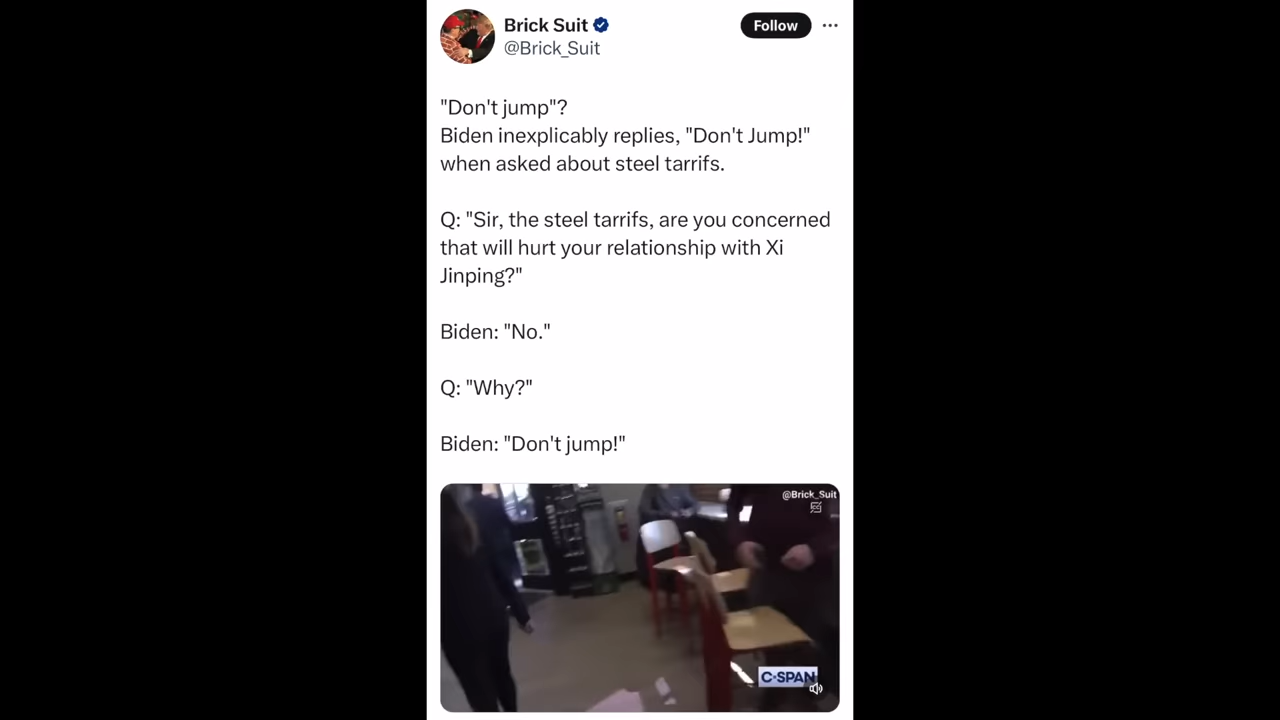 Brick Suit
Follow
@Brick_Suit
"Don't jump"?
Biden inexplicably replies, "Don't Jump!"
when asked about steel tarrifs.
Q: "Sir, the steel tarrifs, are you concerned
that will hurt your relationship with Xi
Jinping?"
Biden: "No."
Q: "Why?"
Biden: "Don't jump!"
@Brick_Suit
C-SPAN